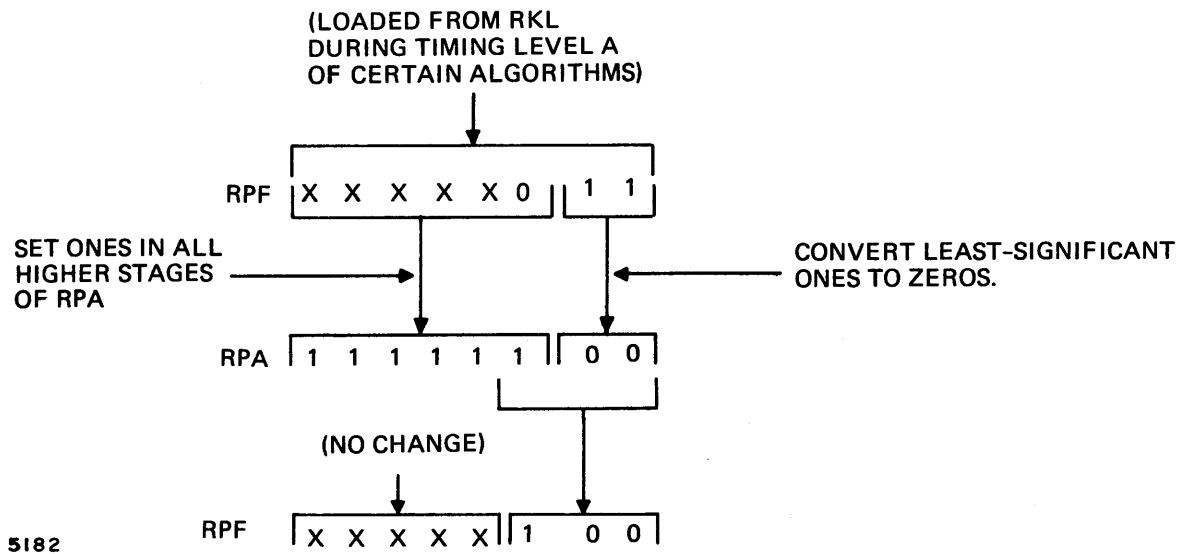 (LOADED FROM RKL
DURING TIMING LEVEL A
OF CERTAIN ALGORITHMS)
RPF X X X X X 0 1 1
SET ONES IN ALL
HIGHER STAGES
OF RPA
CONVERT LEAST-SIGNIFICANT
ONES TO ZEROS.
RPA 1 1 1 1 1 1 0 0
(NO CHANGE)
RPF X X X X X 1 0 0
5182